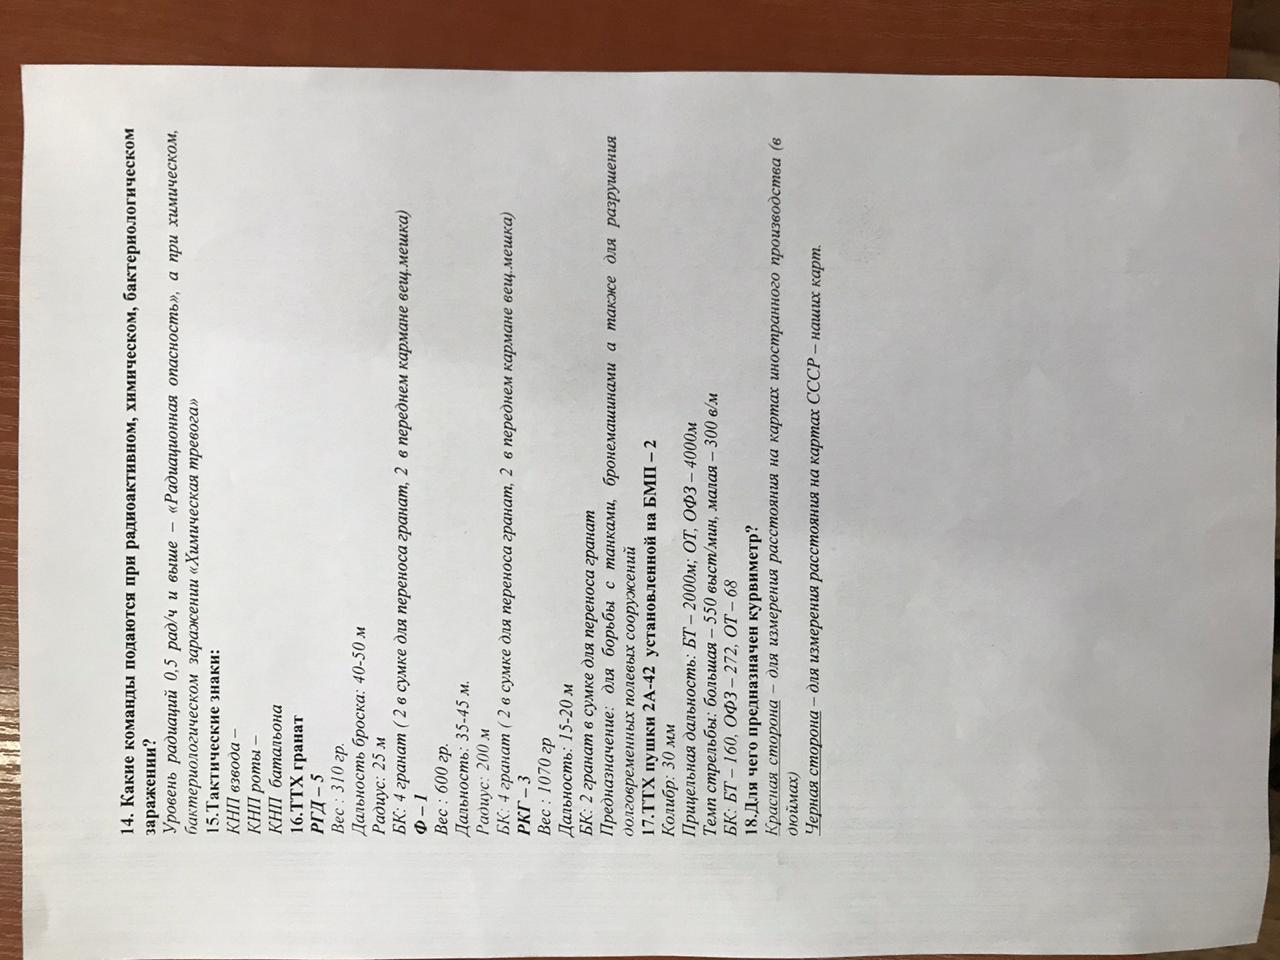 14. Какие команды подаются при радиоактивном, химическом, бактериологическом
заражении?
Уровень радиаций 0,5 рад/ч и выше – «Радиационная опасность», а при химическом,
бактериологическом заражении «Химическая тревога»
15.Тактические знаки:
КНП взвода –
КНП роты –
КНП батальона
16.ТТХ гранат
РГД – 5
Вес : 310 гр.
Дальность броска: 40-50 м
Радиус: 25 м
БК: 4 гранат ( 2 в сумке для переноса гранат, 2 в переднем кармане вещ.мешка)
Ф – 1
Вес : 600 гр.
Дальность: 35-45 м.
Радиус: 200 м
БК: 4 гранат ( 2 в сумке для переноса гранат, 2 в переднем кармане вещ.мешка)
РКГ – 3
Вес : 1070 гр
Дальность: 15-20 м
БК: 2 гранат в сумке для переноса гранат
Предназначение: для борьбы с танками, бронемашинами а также для разрушения
долговременных полевых сооружений
17.ТТХ пушки 2А-42 установленной на БМП – 2
Колибр: 30 мм
Прицельная дальность: БТ – 2000м; ОТ, ОФЗ – 4000м
Темп стрельбы: большая – 550 выст/мин, малая – 300 в/м
БК: БТ – 160, ОФЗ – 272, ОТ – 68
18.Для чего предназначен курвиметр?
Красная сторона – для измерения расстояния на картах иностранного производства (в
дюймах)
Черная сторона – для измерения расстояния на картах СССР – наших карт.